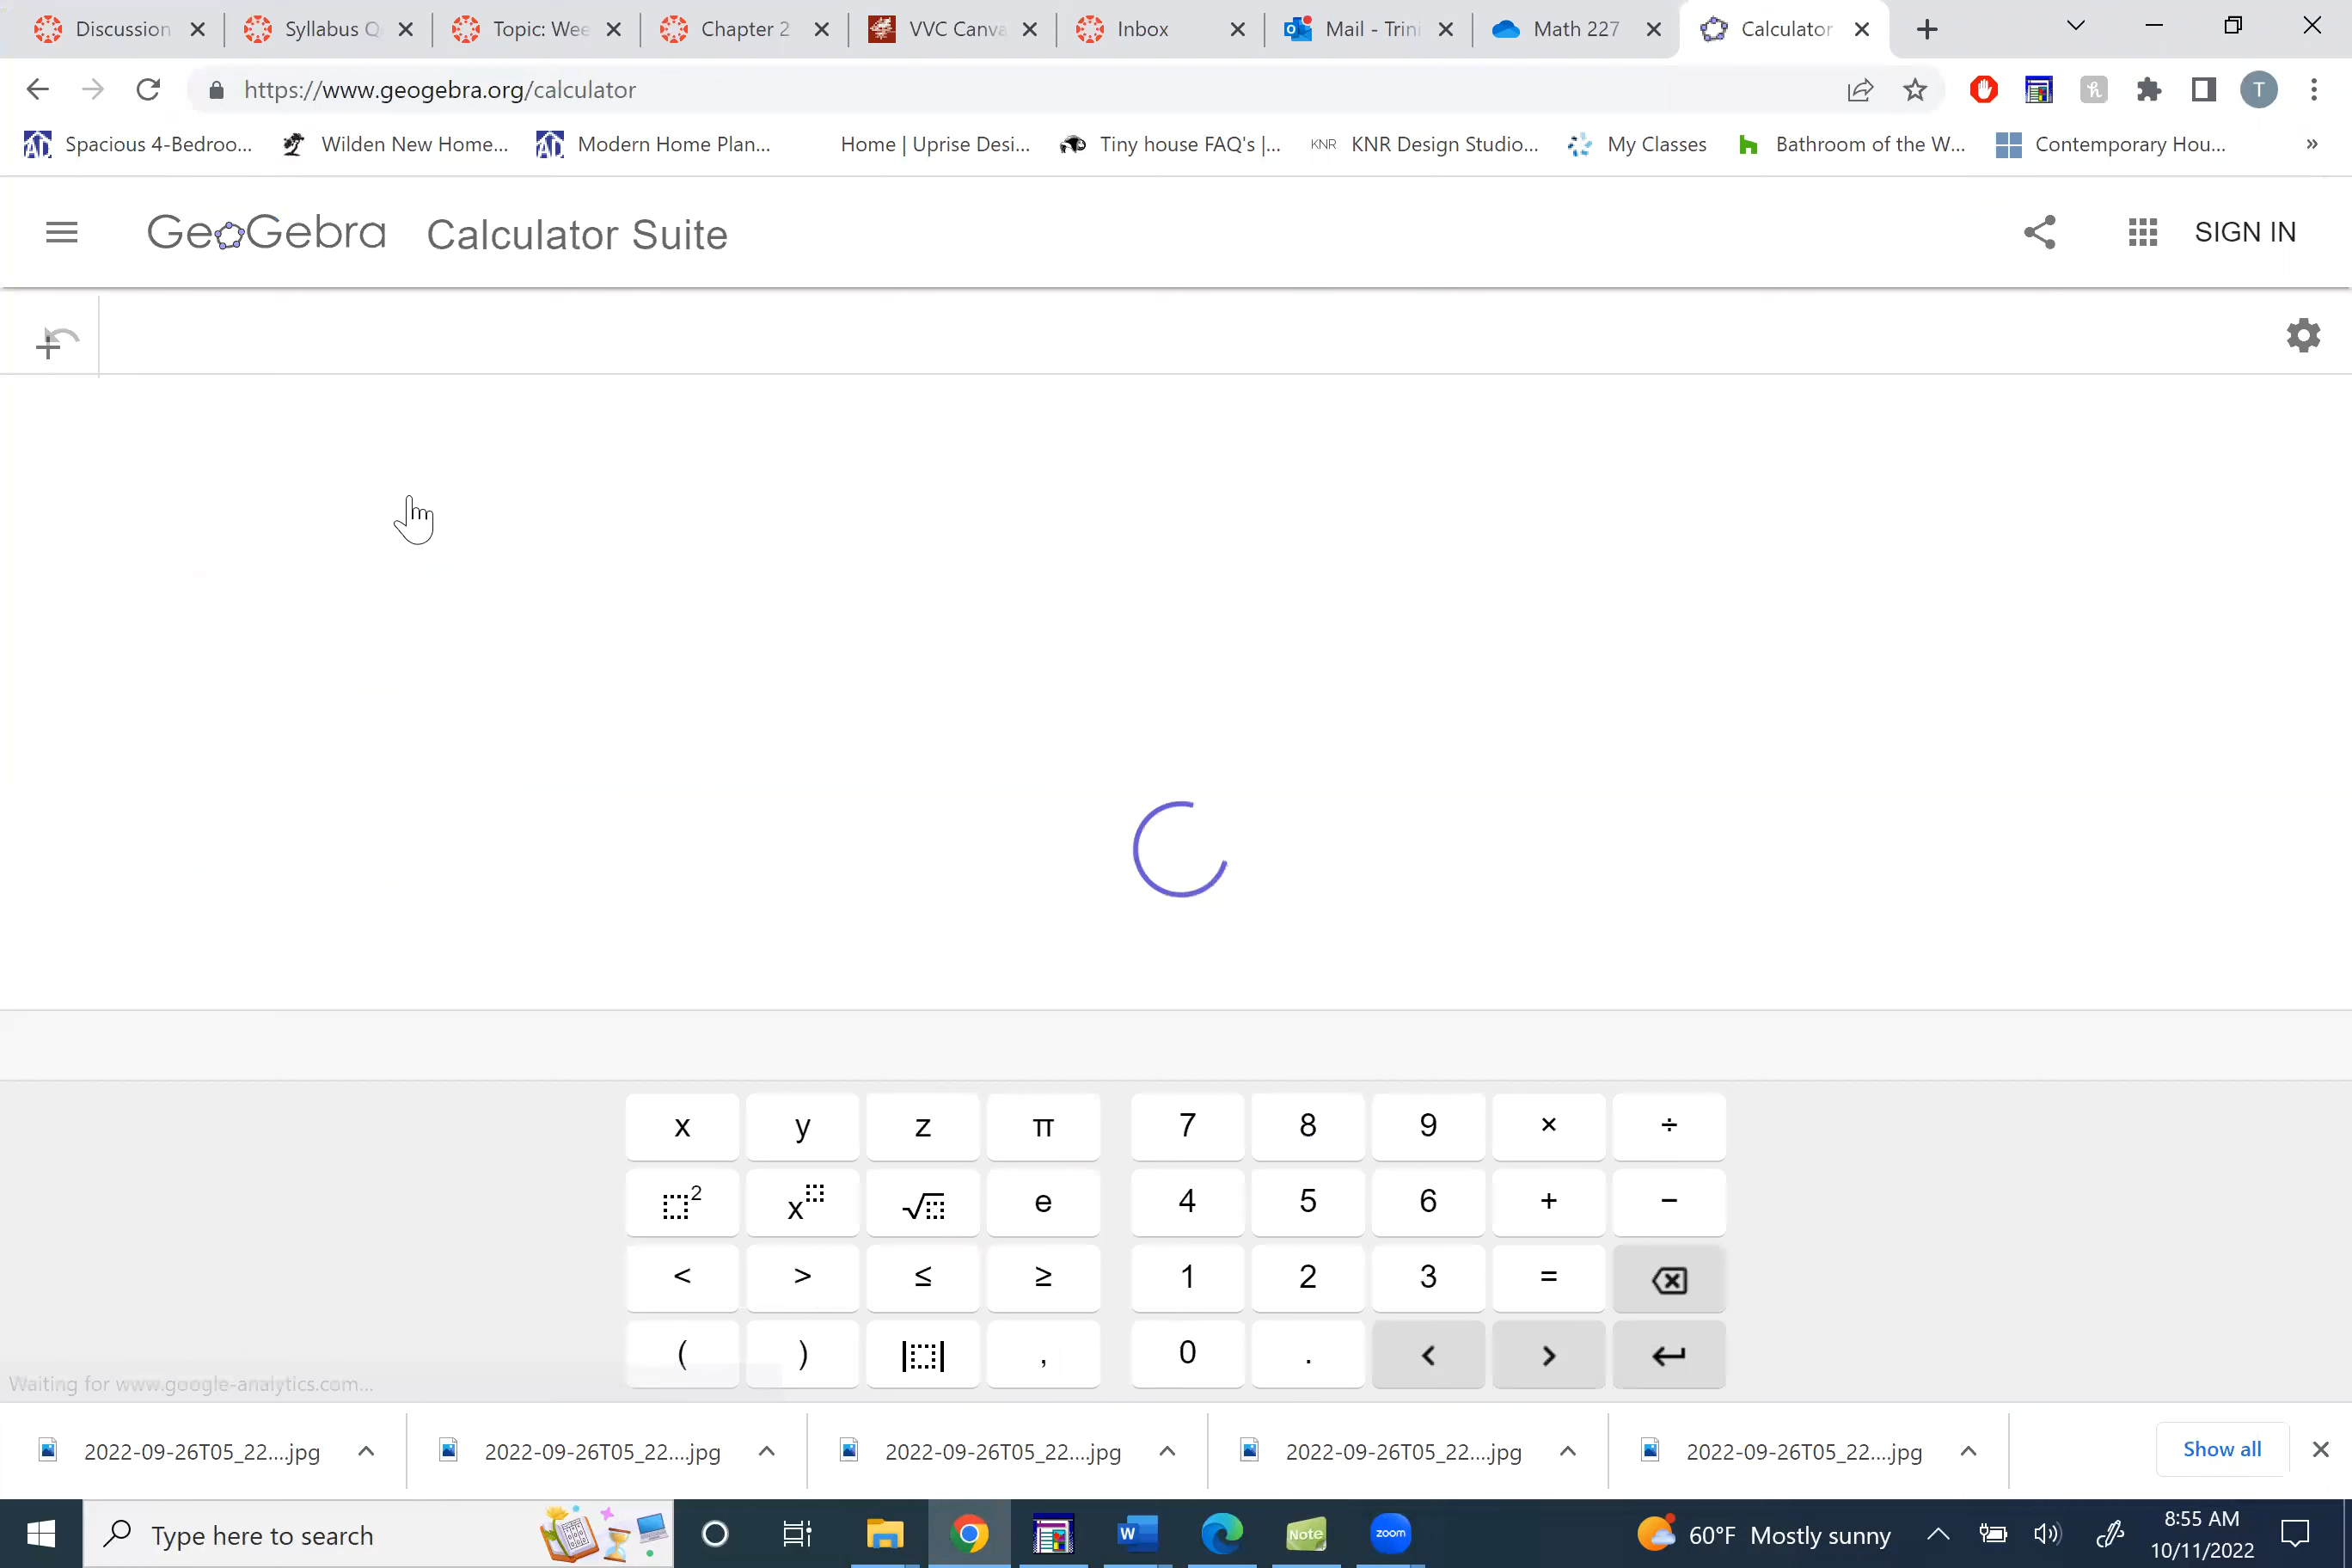 Discussion
Syllabus Q
Topic: Wee
Chapter 2
VVC Canva
Inbox
Mail - Trini
Math 227
Calculator
https://www.geogebra.org/calculator
T
Spacious 4-Bedroo...
Wilden New Home...
Modern Home Plan...
Home | Uprise Desi...
Tiny house FAQ's |...
KNR KNR Design Studio...
My Classes
Bathroom of the W...
Contemporary Hou...
»
GeoGebra Calculator Suite
SIGN IN
x y z π 7 8 9 × ÷
2 x √ e 4 5 6 + −
< > ≤ ≥ 1 2 3 =
( ) | | , 0 . < >
Waiting for www.google-analytics.com...
2022-09-26T05_22....jpg
2022-09-26T05_22....jpg
2022-09-26T05_22....jpg
2022-09-26T05_22....jpg
2022-09-26T05_22....jpg
Show all
Type here to search
W
Note
zoom
60°F Mostly sunny
8:55 AM
10/11/2022